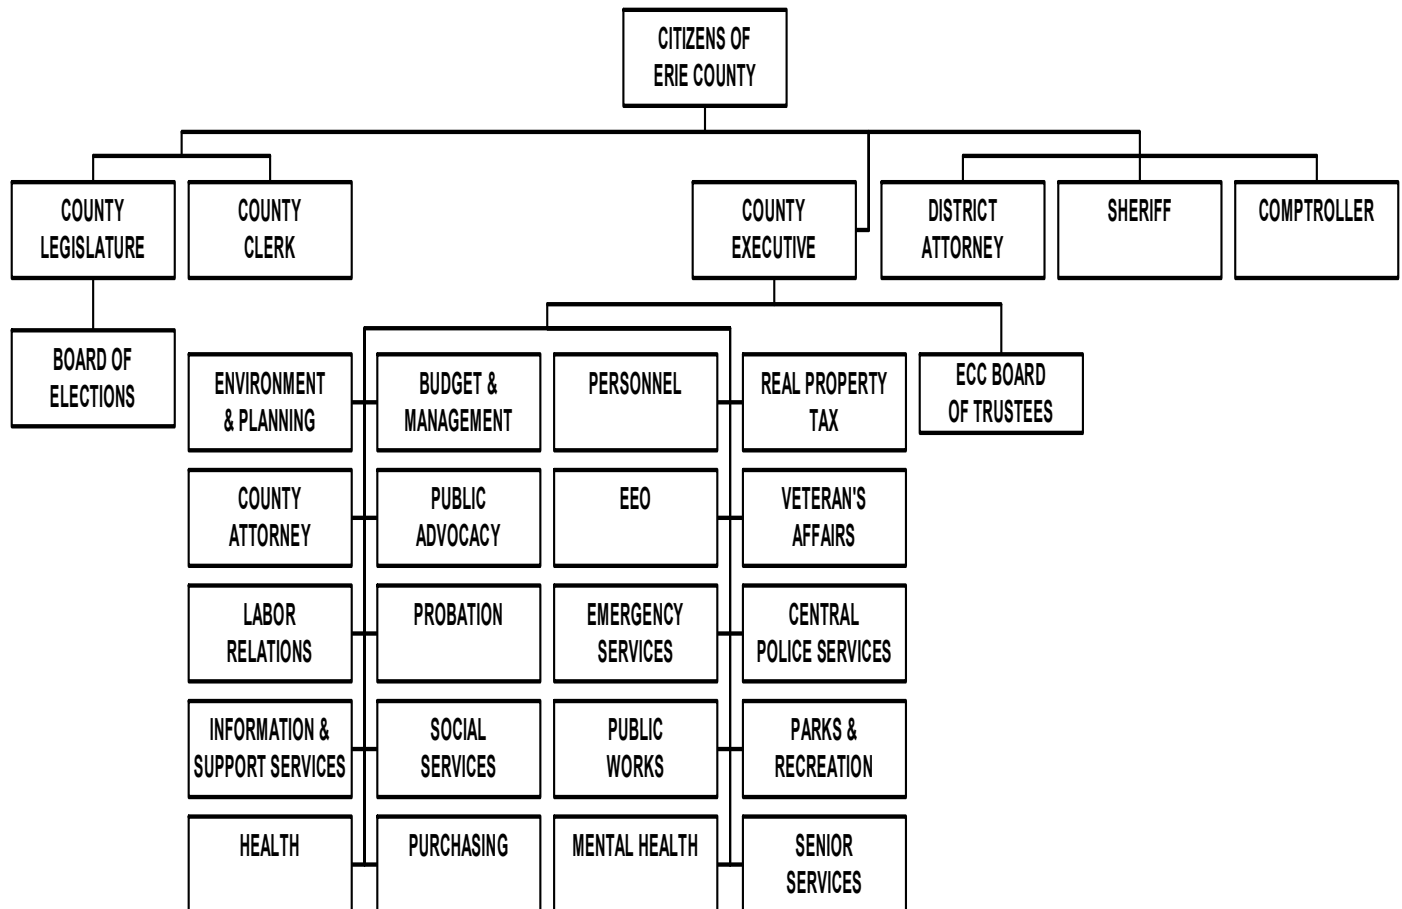 CITIZENS OF
ERIE COUNTY
COUNTY
LEGISLATURE
COUNTY
CLERK
COUNTY
EXECUTIVE
DISTRICT
ATTORNEY
SHERIFF
COMPTROLLER
BOARD OF
ELECTIONS
ENVIRONMENT
& PLANNING
BUDGET &
MANAGEMENT
PERSONNEL
REAL PROPERTY
TAX
ECC BOARD
OF TRUSTEES
COUNTY
ATTORNEY
PUBLIC
ADVOCACY
EEO
VETERAN'S
AFFAIRS
LABOR
RELATIONS
PROBATION
EMERGENCY
SERVICES
CENTRAL
POLICE SERVICES
INFORMATION &
SUPPORT SERVICES
SOCIAL
SERVICES
PUBLIC
WORKS
PARKS &
RECREATION
HEALTH
PURCHASING
MENTAL HEALTH
SENIOR
SERVICES